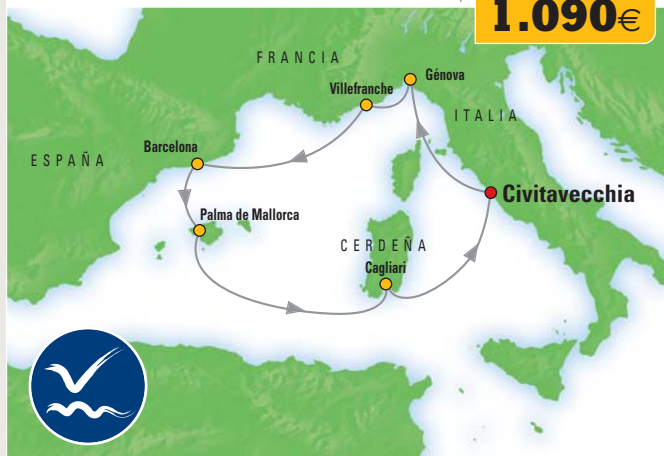 1.090€
FRANCIA
Génova
Villefranche
ITALIA
Barcelona
ESPAÑA
Civitavecchia
Palma de Mallorca
CERDEÑA
Cagliari